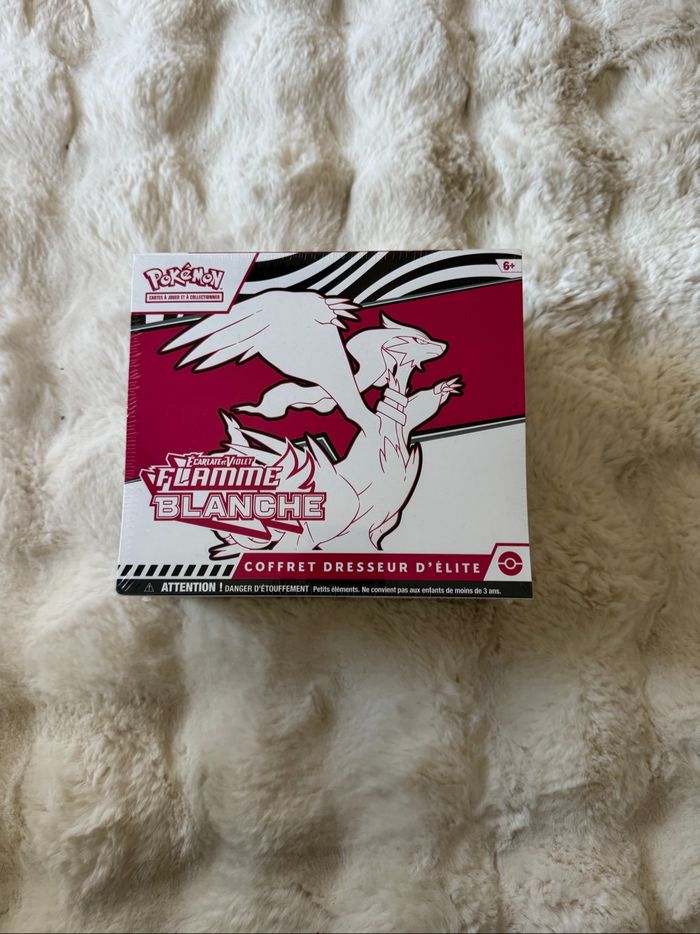 POKéMON
CARTES À JOUER ET À COLLECTIONNER
6+
ÉCARLATE ET VIOLET
FLAMME
BLANCHE
COFFRET DRESSEUR D'ÉLITE
ATTENTION ! DANGER D'ÉTOUFFEMENT Petits éléments. Ne convient pas aux enfants de moins de 3 ans.